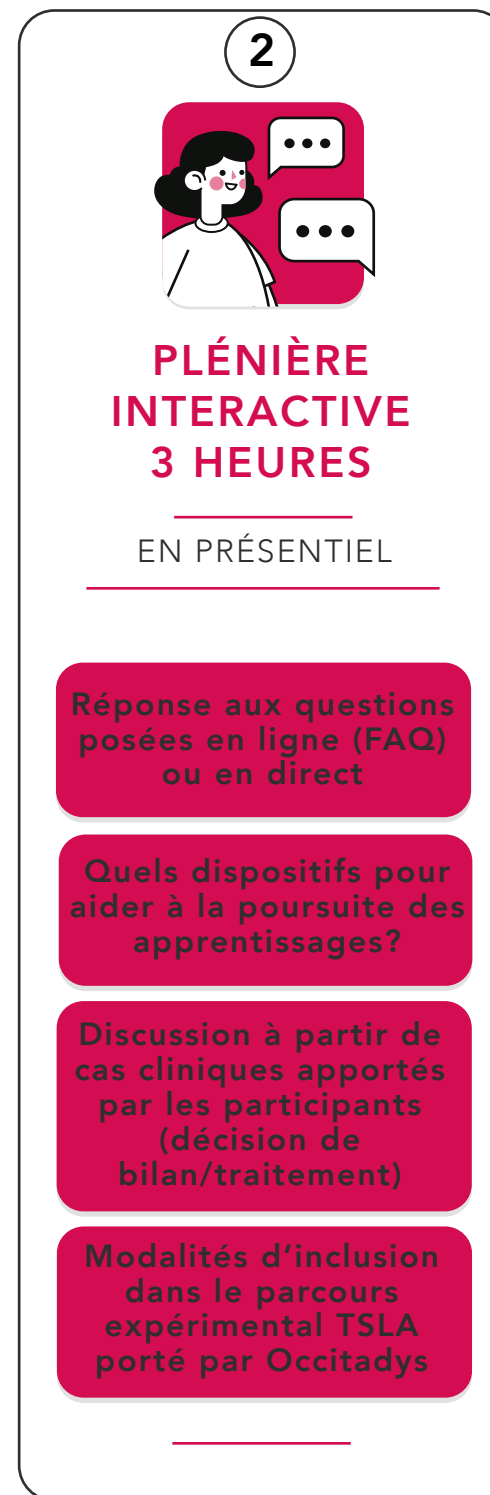 2
PLÉNIÈRE
INTERACTIVE
3 HEURES
EN PRÉSENTIEL
Réponse aux questions
posées en ligne (FAQ)
ou en direct
Quels dispositifs pour
aider à la poursuite des
apprentissages?
Discussion à partir de
cas cliniques apportés
par les participants
(décision de
bilan/traitement)
Modalités d’inclusion
dans le parcours
expérimental TSLA
porté par Occitadys